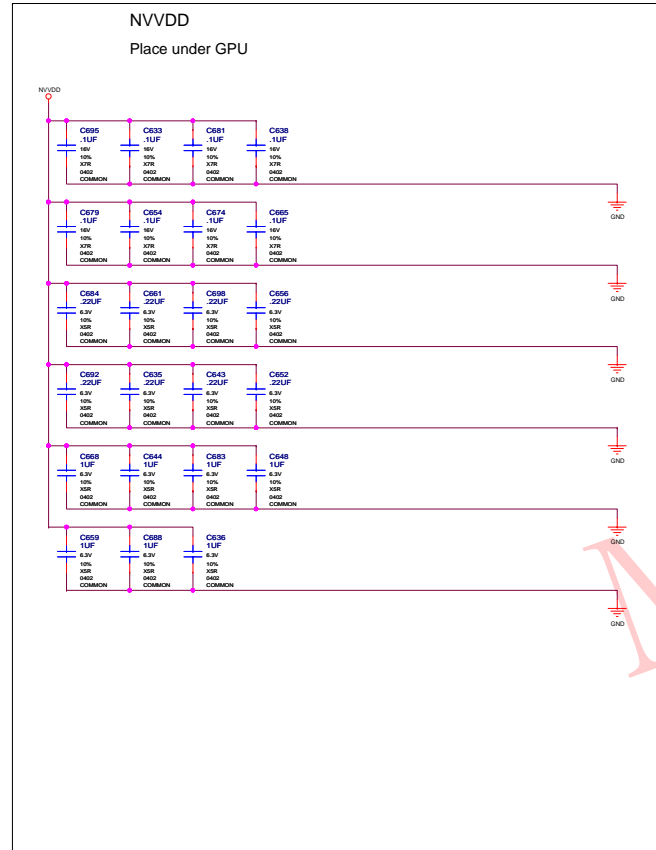 NVVDD
Place under GPU
NVVDD
C695 C633 C681 C638
.1UF .1UF .1UF .1UF
16V 16V 16V 16V
10% 10% 10% 10%
X7R X7R X7R X7R
0402 0402 0402 0402
COMMON COMMON COMMON COMMON
GND
C679 C654 C674 C665
.1UF .1UF .1UF .1UF
16V 16V 16V 16V
10% 10% 10% 10%
X7R X7R X7R X7R
0402 0402 0402 0402
COMMON COMMON COMMON COMMON
GND
C684 C661 C698 C656
.22UF .22UF .22UF .22UF
6.3V 6.3V 6.3V 6.3V
10% 10% 10% 10%
X5R X5R X5R X5R
0402 0402 0402 0402
COMMON COMMON COMMON COMMON
GND
C692 C635 C643 C652
.22UF .22UF .22UF .22UF
6.3V 6.3V 6.3V 6.3V
10% 10% 10% 10%
X5R X5R X5R X5R
0402 0402 0402 0402
COMMON COMMON COMMON COMMON
GND
C668 C644 C683 C648
1UF 1UF 1UF 1UF
6.3V 6.3V 6.3V 6.3V
10% 10% 10% 10%
X5R X5R X5R X5R
0402 0402 0402 0402
COMMON COMMON COMMON COMMON
GND
C659 C688 C636
1UF 1UF 1UF
6.3V 6.3V 6.3V
10% 10% 10%
X5R X5R X5R
0402 0402 0402
COMMON COMMON COMMON
GND